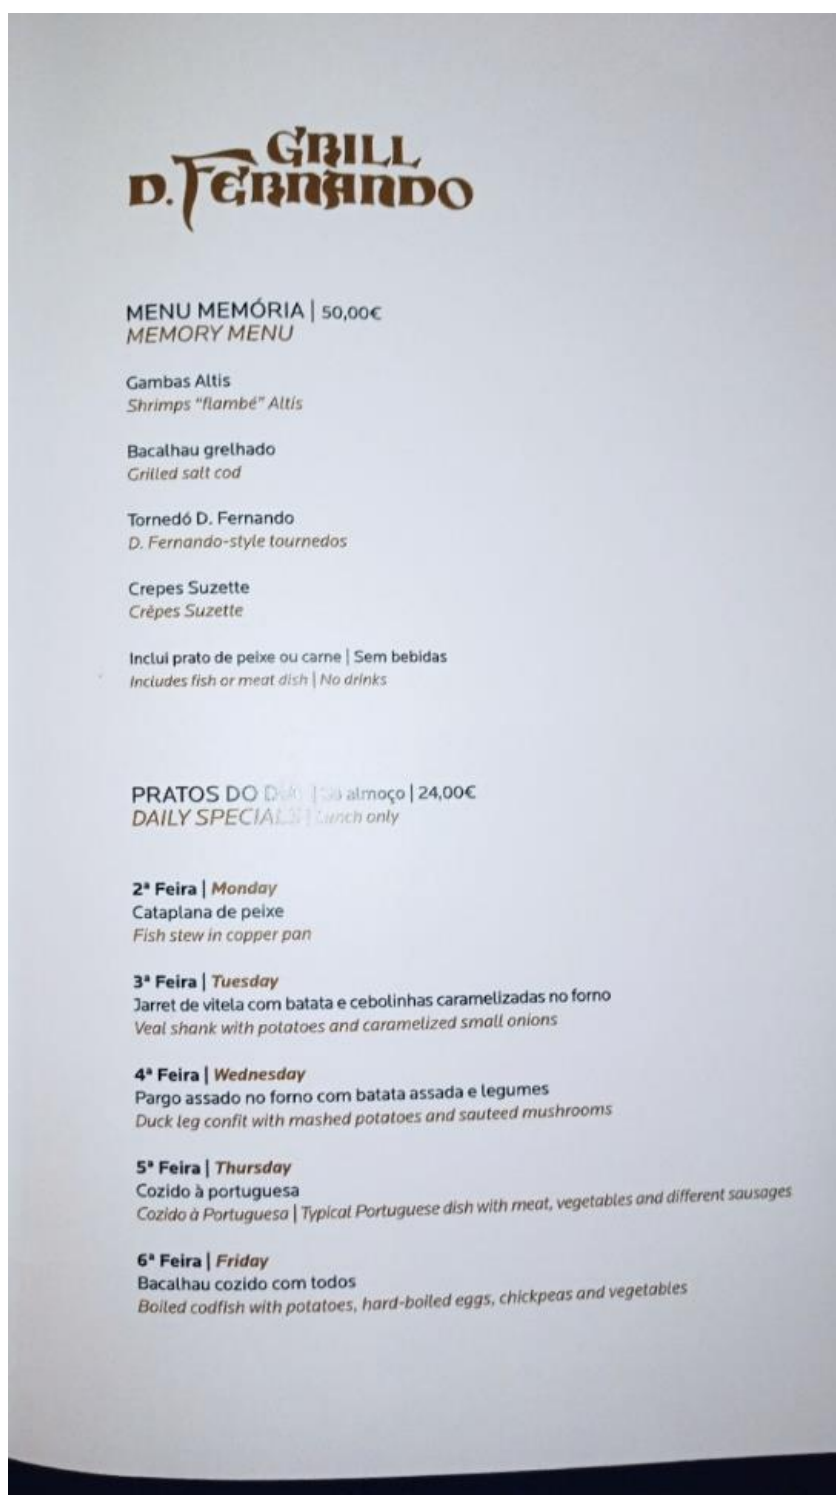 GRILL
D. FERNANDO
MENU MEMÓRIA | 50,00€
MEMORY MENU
Gambas Altis
Shrimps "flambé" Altis
Bacalhau grelhado
Grilled salt cod
Tornedó D. Fernando
D. Fernando-style tournedos
Crepes Suzette
Crêpes Suzette
Inclui prato de peixe ou carne | Sem bebidas
Includes fish or meat dish | No drinks
PRATOS DO | almoço | 24,00€
DAILY SPECIALS | Lunch only
2ª Feira | Monday
Cataplana de peixe
Fish stew in copper pan
3ª Feira | Tuesday
Jarret de vitela com batata e cebolinhas caramelizadas no forno
Veal shank with potatoes and caramelized small onions
4ª Feira | Wednesday
Pargo assado no forno com batata assada e legumes
Duck leg confit with mashed potatoes and sauteed mushrooms
5ª Feira | Thursday
Cozido à portuguesa
Cozido à Portuguesa | Typical Portuguese dish with meat, vegetables and different sausages
6ª Feira | Friday
Bacalhau cozido com todos
Boiled codfish with potatoes, hard-boiled eggs, chickpeas and vegetables